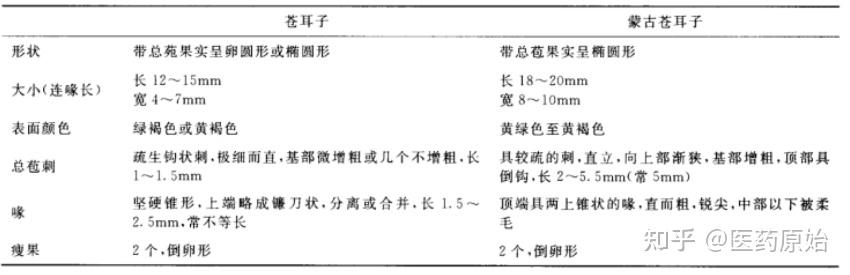 苍耳子 蒙古苍耳子
形状 带总苑果实呈卵圆形或椭圆形 带总苞果实呈椭圆形
大小(连喙长) 长 12～15mm 长 18～20mm
宽 4～7mm 宽 8～10mm
表面颜色 绿褐色或黄褐色 黄绿色至黄褐色
总苞刺 疏生钩状刺,极细而直,基部微增粗或几个不增粗,长 具较疏的刺,直立,向上部渐狭,基部增粗,顶部具
1～1.5mm 倒钩,长 2～5.5mm(常 5mm)
喙 坚硬锥形,上端略成镰刀状,分离或合并,长 1.5～ 顶端具两上锥状的喙,直而粗,锐尖,中部以下被柔
2.5mm,常不等长 毛
瘦果 2 个,倒卵形 2 个,倒卵形
知乎 @医药原始